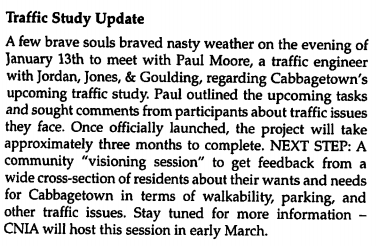 Traffic Study Update
A few brave souls braved nasty weather on the evening of
January 13th to meet with Paul Moore, a traffic engineer
with Jordan, Jones, & Goulding, regarding Cabbagetown's
upcoming traffic study. Paul outlined the upcoming tasks
and sought comments from participants about traffic issues
they face. Once officially launched, the project will take
approximately three months to complete. NEXT STEP: A
community "visioning session" to get feedback from a
wide cross-section of residents about their wants and needs
for Cabbagetown in terms of walkability, parking, and
other traffic issues. Stay tuned for more information –
CNIA will host this session in early March.